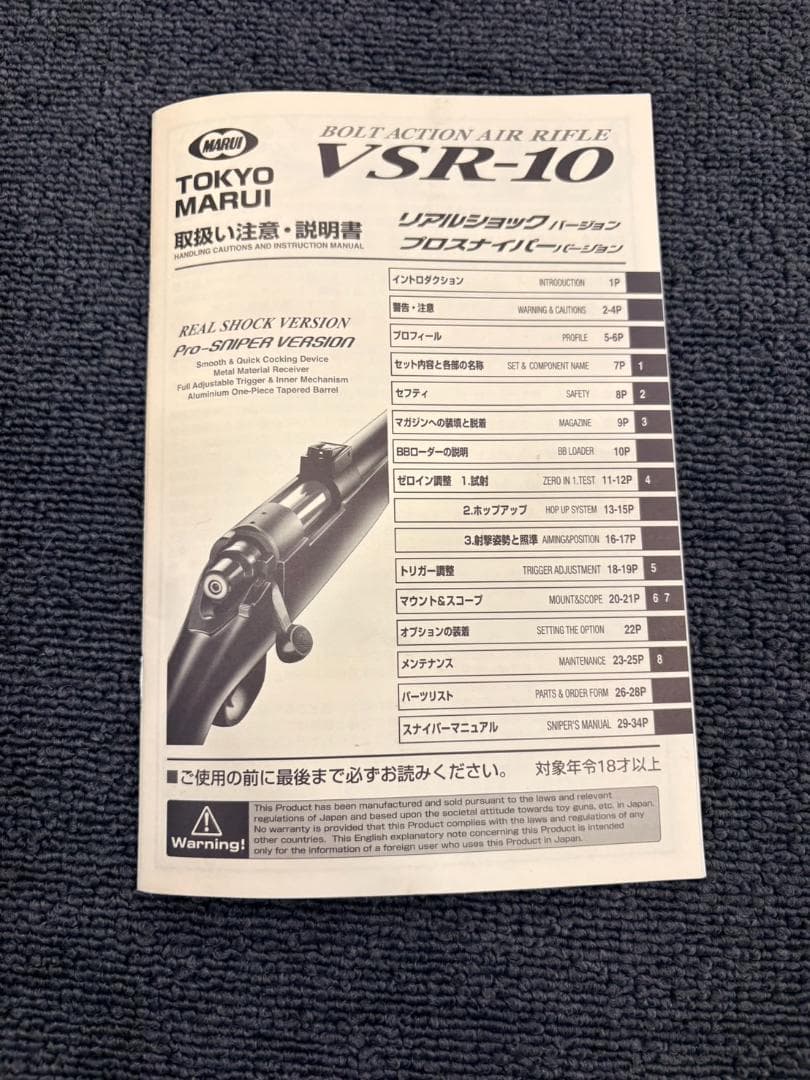 MARUI
TOKYO
MARUI
BOLT ACTION AIR RIFLE
VSR-10
取扱い注意・説明書
HANDLING CAUTIONS AND INSTRUCTION MANUAL
リアルショック バージョン
プロスナイパー バージョン
REAL SHOCK VERSION
Pro-SNIPER VERSION
Smooth & Quick Cocking Device
Metal Material Receiver
Full Adjustable Trigger & Inner Mechanism
Aluminium One-Piece Tapered Barrel
イントロダクション INTRODUCTION 1P
警告・注意 WARNING & CAUTIONS 2-4P
プロフィール PROFILE 5-6P
セット内容と各部の名称 SET & COMPONENT NAME 7P 1
セフティ SAFETY 8P 2
マガジンへの装填と脱着 MAGAZINE 9P 3
BBローダーの説明 BB LOADER 10P
ゼロイン調整 1.試射 ZERO IN 1.TEST 11-12P 4
2.ホップアップ HOP UP SYSTEM 13-15P
3.射撃姿勢と照準 AIMING&POSITION 16-17P
トリガー調整 TRIGGER ADJUSTMENT 18-19P 5
マウント&スコープ MOUNT&SCOPE 20-21P 6 7
オプションの装着 SETTING THE OPTION 22P
メンテナンス MAINTENANCE 23-25P 8
パーツリスト PARTS & ORDER FORM 26-28P
スナイパーマニュアル SNIPER'S MANUAL 29-34P
■ご使用の前に最後まで必ずお読みください。 対象年令18才以上
Warning!
This Product has been manufactured and sold pursuant to the laws and relevant
regulations of Japan and based upon the societal attitude towards toy guns, etc. in Japan.
No warranty is provided that this Product complies with the laws and regulations of any
other countries. This English explanatory note concerning this Product is intended
only for the information of a foreign user who uses this Product in Japan.